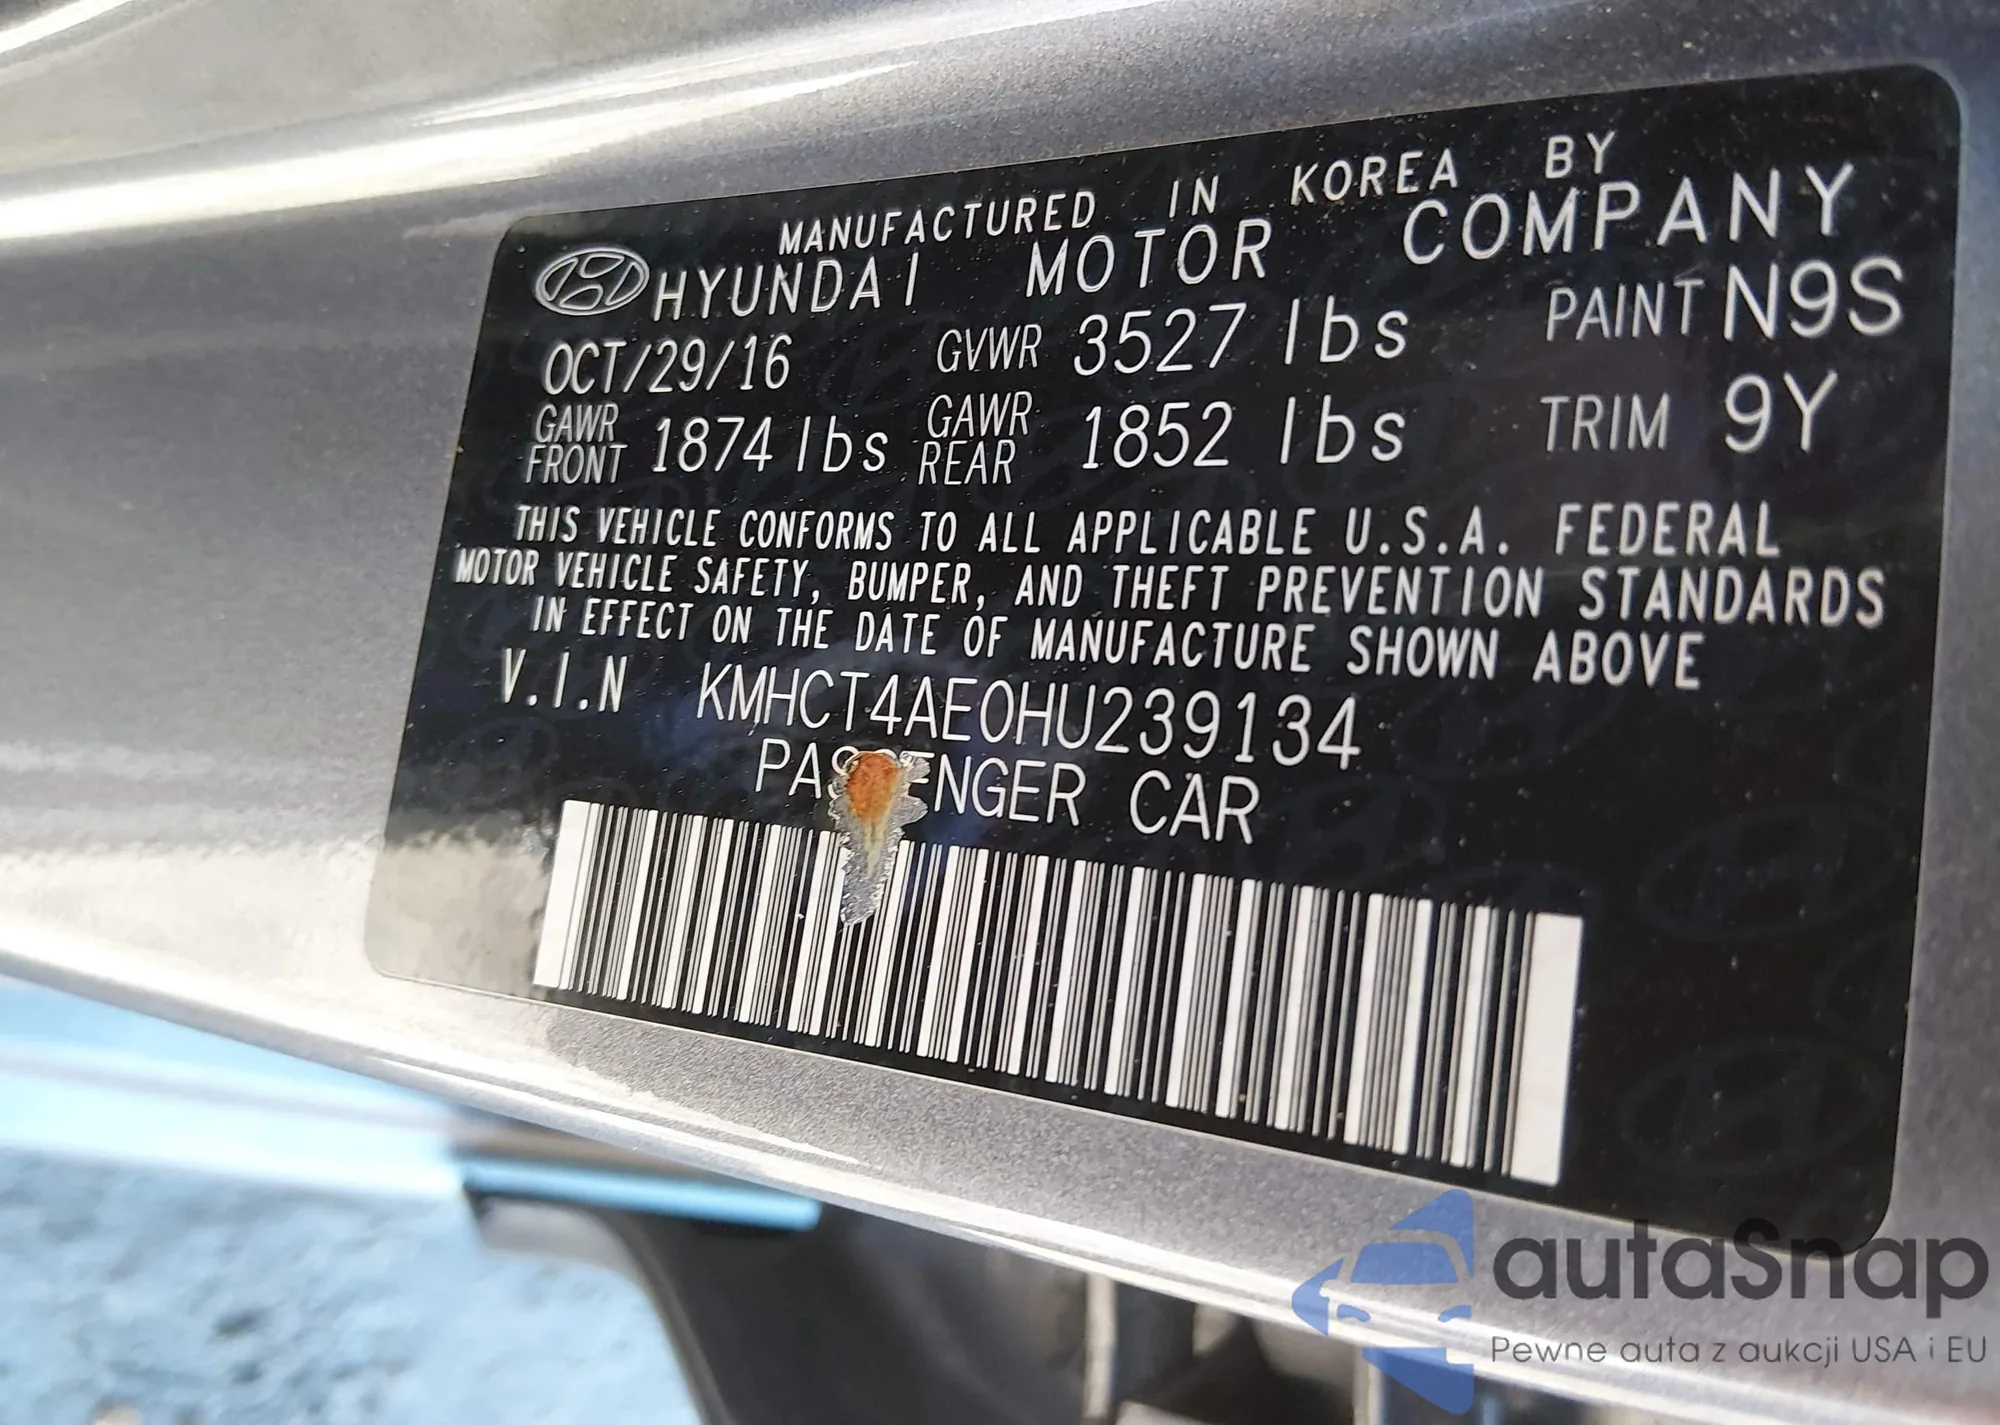 MANUFACTURED IN KOREA BY
HYUNDAI MOTOR COMPANY
OCT/29/16 GVWR 3527 lbs PAINT N9S
GAWR FRONT 1874 lbs GAWR REAR 1852 lbs TRIM 9Y
THIS VEHICLE CONFORMS TO ALL APPLICABLE U.S.A. FEDERAL
MOTOR VEHICLE SAFETY, BUMPER, AND THEFT PREVENTION STANDARDS
IN EFFECT ON THE DATE OF MANUFACTURE SHOWN ABOVE
V.I.N KMHCT4AE0HU239134
PASSENGER CAR
autaSnap
Pewne auta z aukcji USA i EU